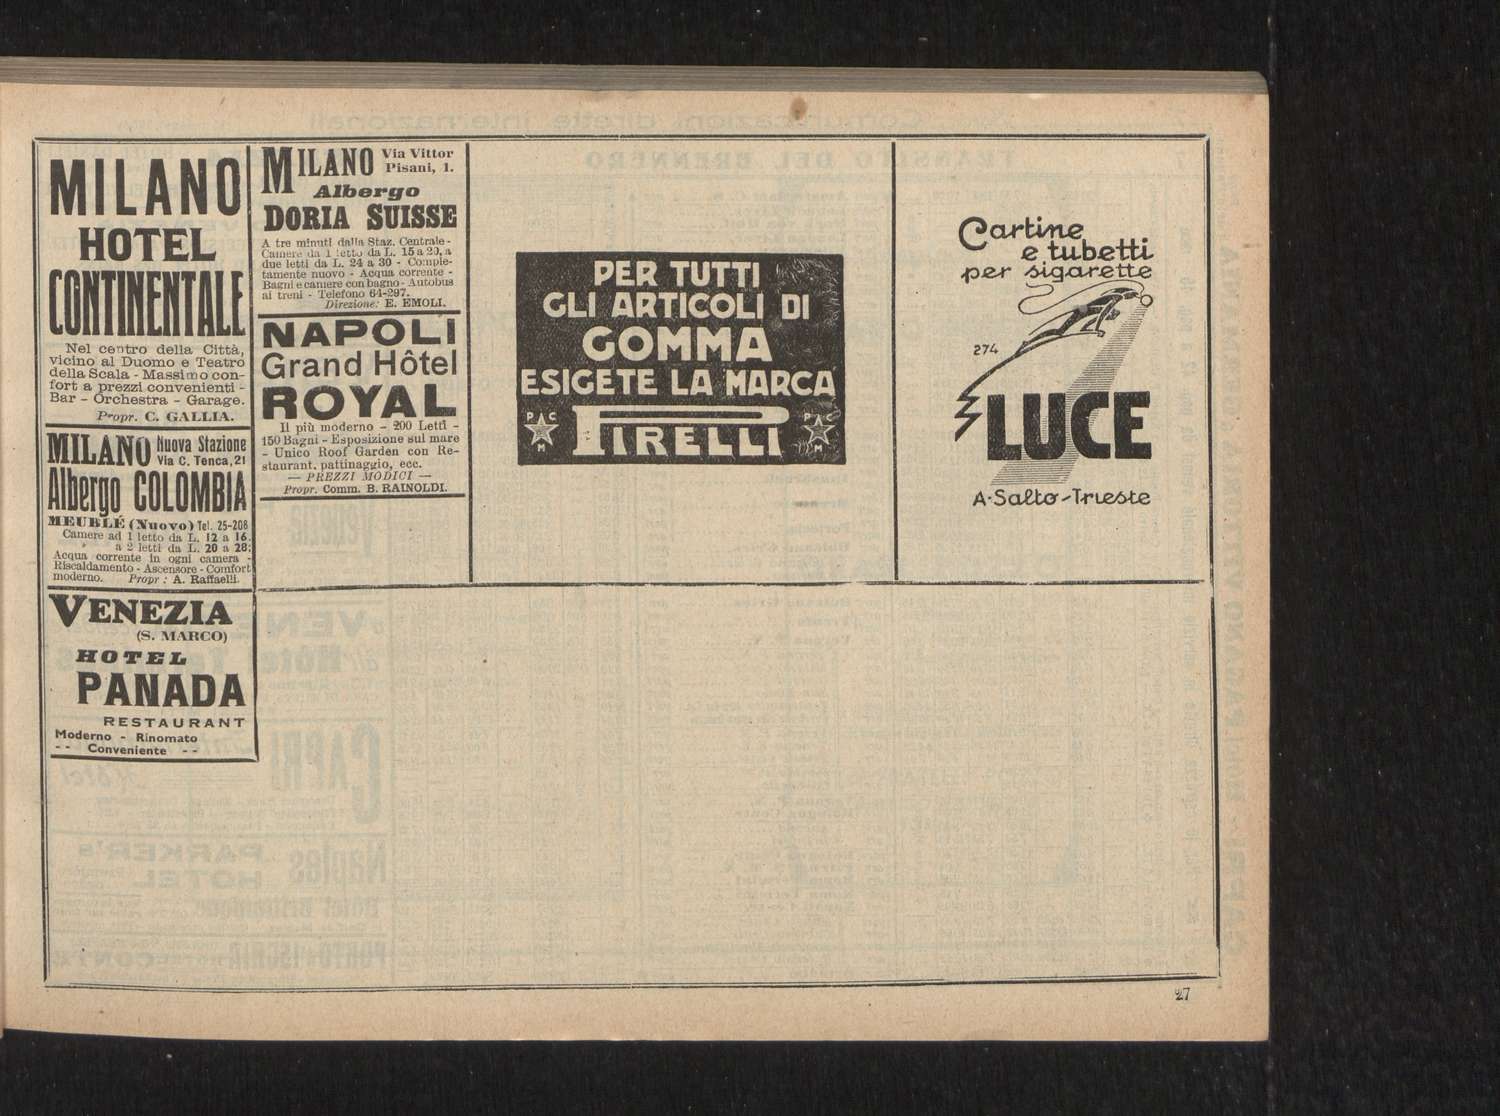 MILANO
HOTEL
CONTINENTALE
Nel centro della Città,
vicino al Duomo e Teatro
della Scala - Massimo con-
fort a prezzi convenienti -
Bar - Orchestra - Garage.
Propr. C. GALLIA.
MILANO Nuova Stazione
Via C. Tenca, 21
Albergo COLOMBIA
MEUBLÉ (Nuovo) Tel. 25-208
Camere ad 1 letto da L. 12 a 16.
a 2 letti da L. 20 a 28;
Acqua corrente in ogni camera -
Riscaldamento - Ascensore - Comfort
moderno. Propr : A. Raffaelli.
VENEZIA
(S. MARCO)
HOTEL
PANADA
RESTAURANT
Moderno - Rinomato
-- Conveniente --
MILANO Via Vittor
Pisani, 1.
Albergo
DORIA SUISSE
A tre minuti dalla Staz. Centrale -
Camere da 1 letto da L. 15 a 20, a
due letti da L. 24 a 30 - Comple-
tamente nuovo - Acqua corrente -
Bagni e camere con bagno - Autobus
ai treni - Telefono 64-297.
Direzione: E. EMOLI.
NAPOLI
Grand Hôtel
ROYAL
Il più moderno - 200 Letti -
150 Bagni - Esposizione sul mare
- Unico Roof Garden con Re-
staurant, pattinaggio, ecc.
— PREZZI MODICI —
Propr. Comm. B. RAINOLDI.
PER TUTTI
GLI ARTICOLI DI
GOMMA
ESIGETE LA MARCA
PIRELLI
P A C
M
P A C
M
Cartine
e tubetti
per sigarette
274
LUCE
A. Salto - Trieste
27